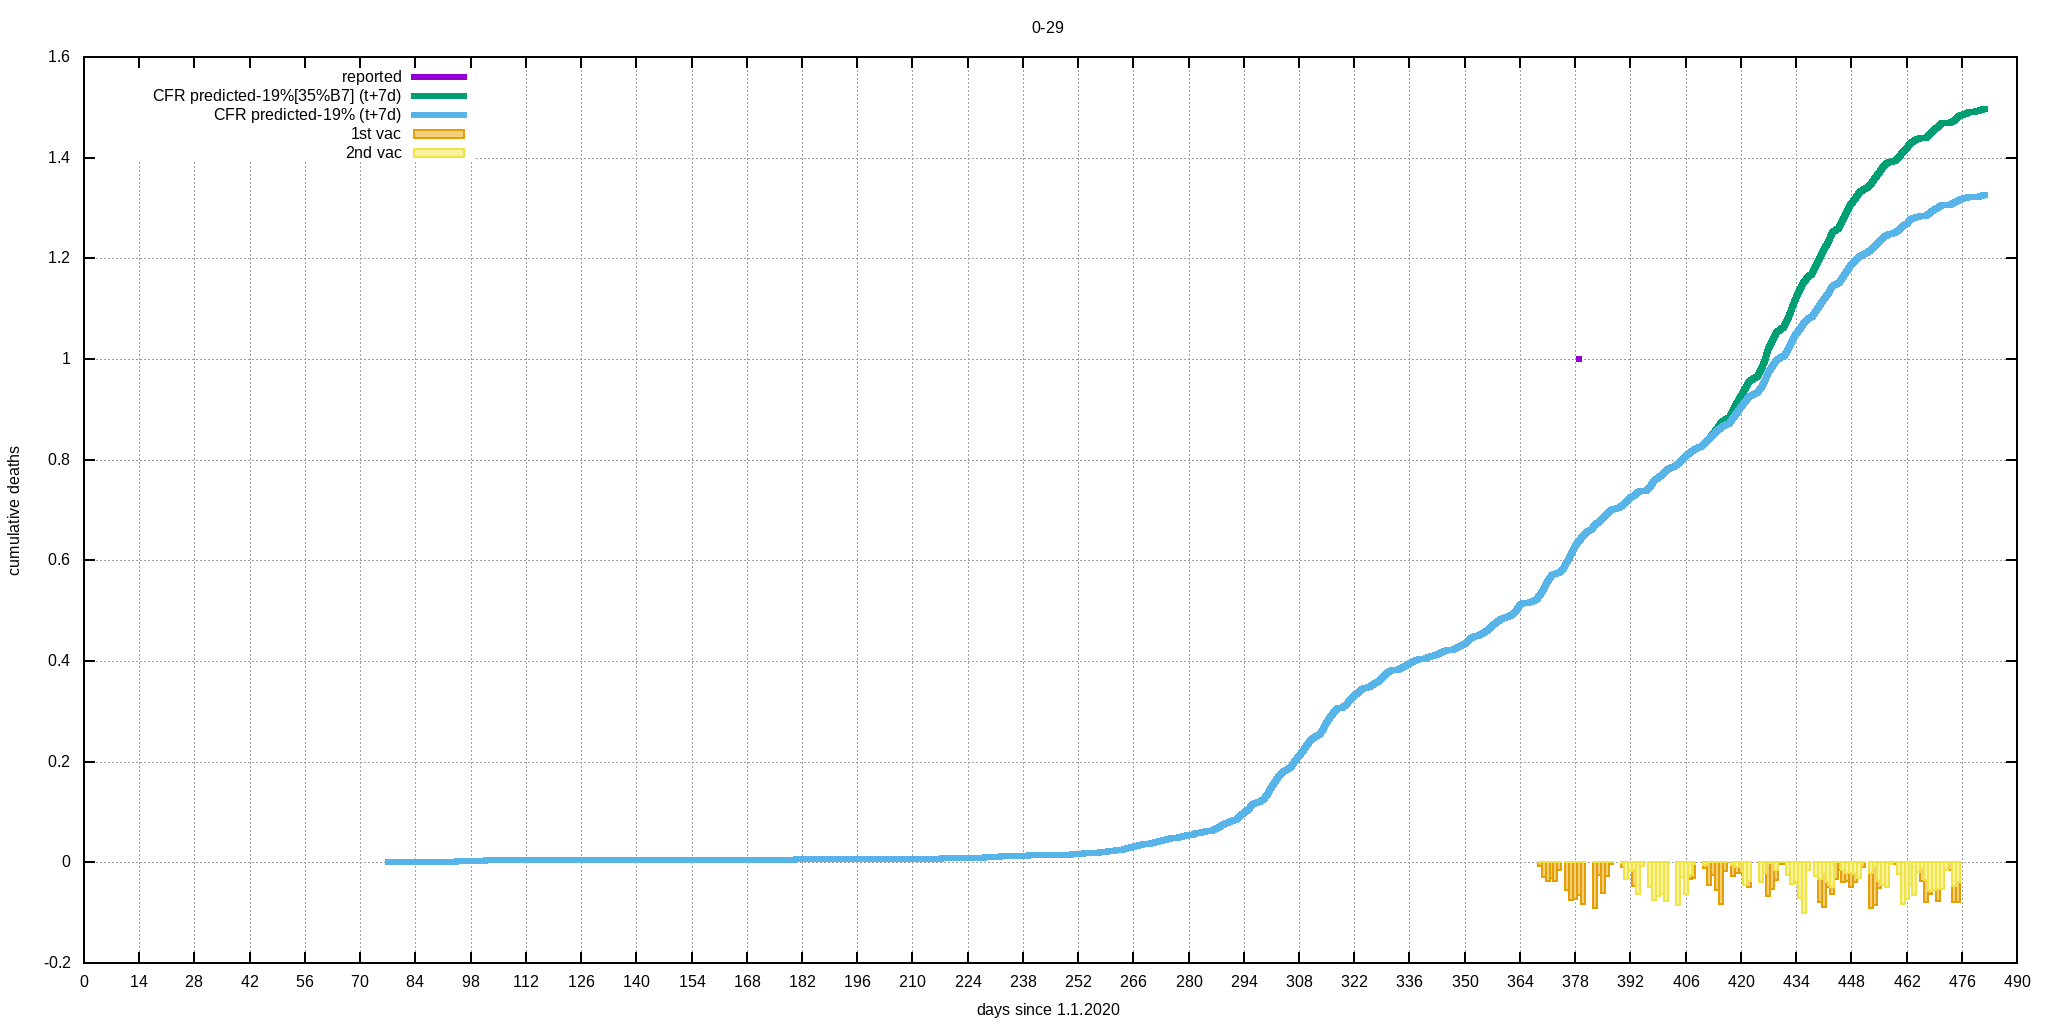 0-29
reported
CFR predicted-19%[35%B7] (t+7d)
CFR predicted-19% (t+7d)
1st vac
2nd vac
1.6
1.4
1.2
1
0.8
0.6
0.4
0.2
0
-0.2
cumulative deaths
0 14 28 42 56 70 84 98 112 126 140 154 168 182 196 210 224 238 252 266 280 294 308 322 336 350 364 378 392 406 420 434 448 462 476 490
days since 1.1.2020